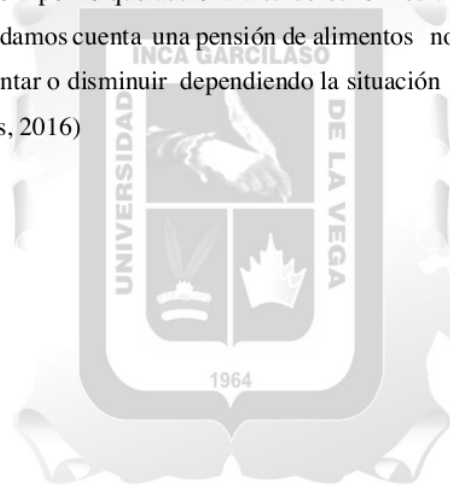 damos cuenta una pensión de alimentos no
ntar o disminuir dependiendo la situación
s, 2016)
UNIVERSIDAD
INCA GARCILASO
DE LA VEGA
1964